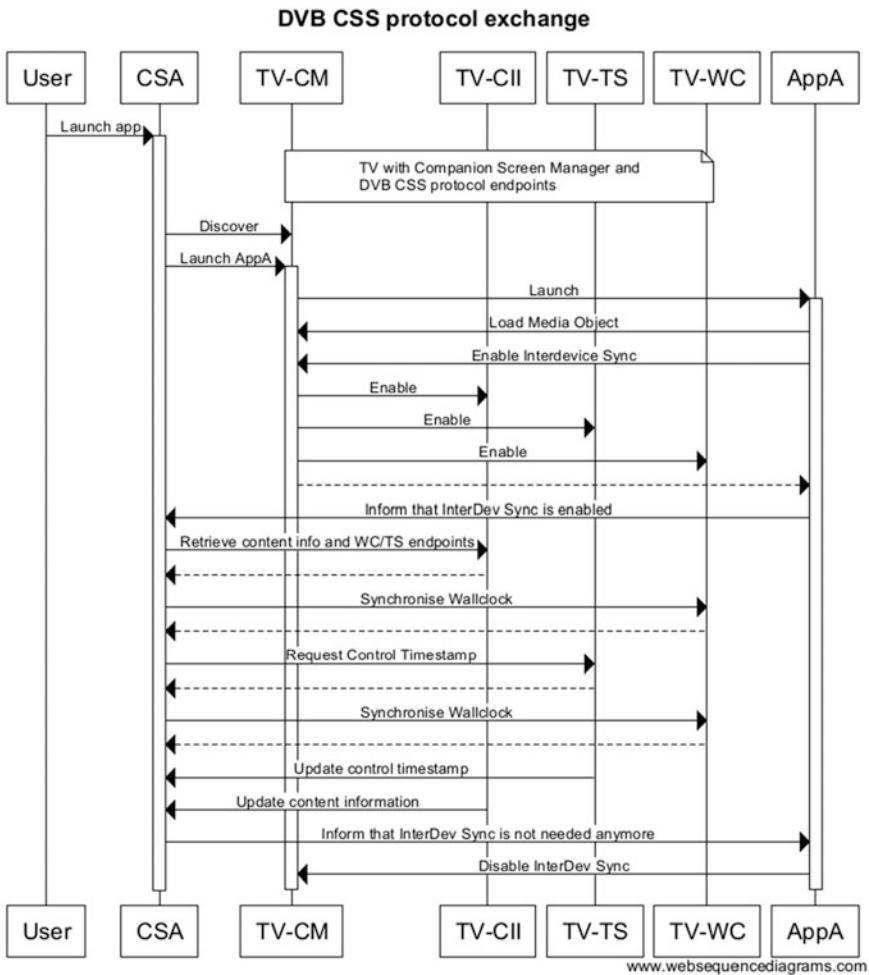 DVB CSS protocol exchange
User CSA TV-CM TV-CII TV-TS TV-WC AppA
Launch app
TV with Companion Screen Manager and
DVB CSS protocol endpoints
Discover
Launch AppA
Launch
Load Media Object
Enable Interdevice Sync
Enable
Enable
Enable
Inform that InterDev Sync is enabled
Retrieve content info and WC/TS endpoints
Synchronise Wallclock
Request Control Timestamp
Synchronise Wallclock
Update control timestamp
Update content information
Inform that InterDev Sync is not needed anymore
Disable InterDev Sync
User CSA TV-CM TV-CII TV-TS TV-WC AppA
www.websequencediagrams.com